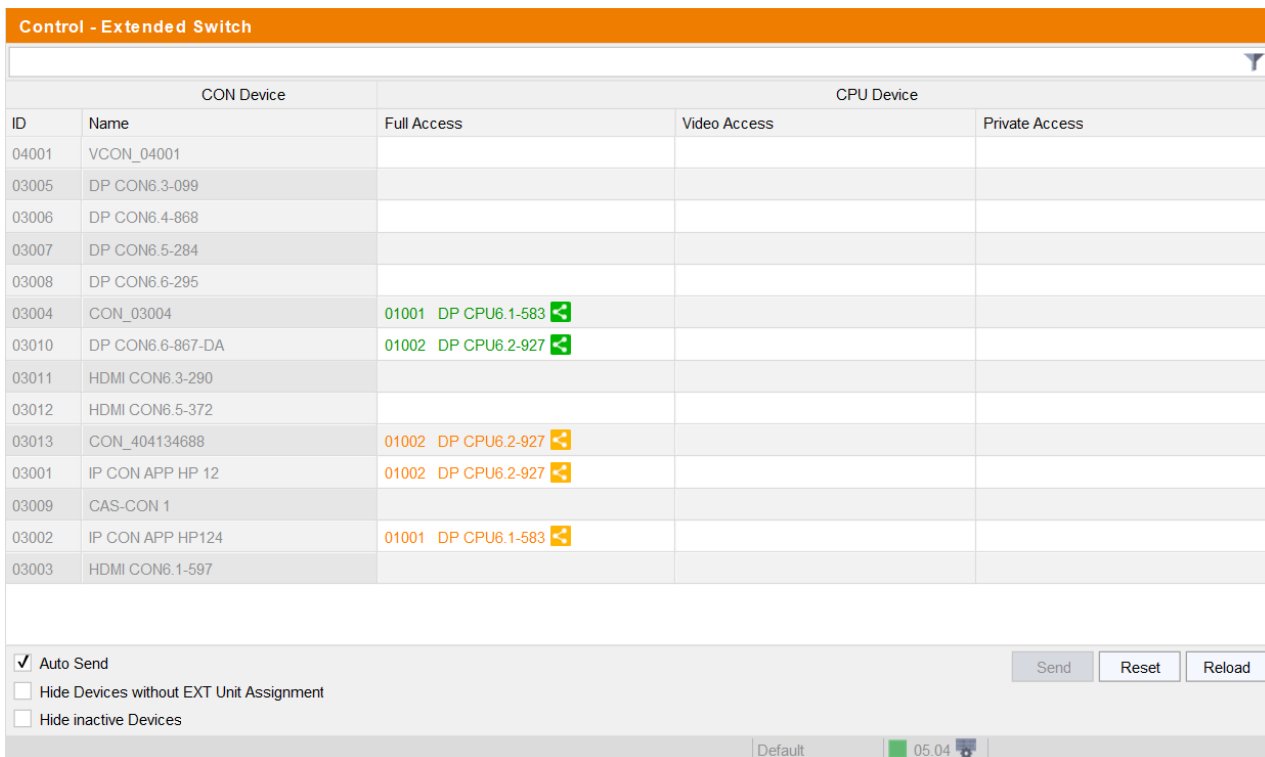 Control - Extended Switch
CON Device CPU Device
ID Name Full Access Video Access Private Access
04001 VCON_04001
03005 DP CON6.3-099
03006 DP CON6.4-868
03007 DP CON6.5-284
03008 DP CON6.6-295
03004 CON_03004 01001 DP CPU6.1-583
03010 DP CON6.6-867-DA 01002 DP CPU6.2-927
03011 HDMI CON6.3-290
03012 HDMI CON6.5-372
03013 CON_404134688 01002 DP CPU6.2-927
03001 IP CON APP HP 12 01002 DP CPU6.2-927
03009 CAS-CON 1
03002 IP CON APP HP124 01001 DP CPU6.1-583
03003 HDMI CON6.1-597
Auto Send Send Reset Reload
Hide Devices without EXT Unit Assignment
Hide inactive Devices
Default 05.04